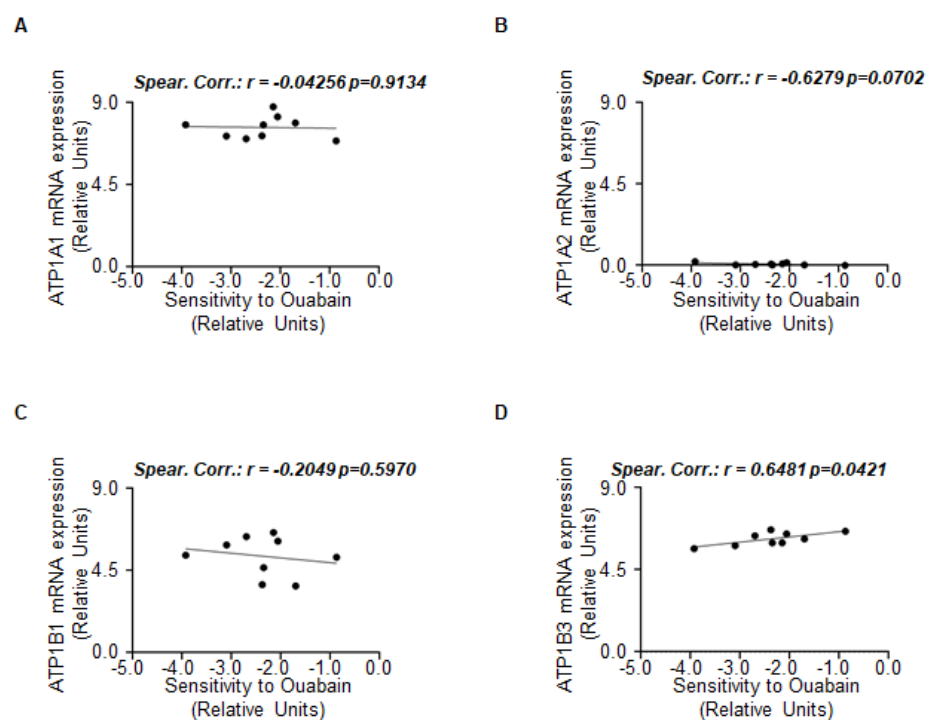 A
Spear. Corr.: r = -0.04256 p=0.9134
ATP1A1 mRNA expression
(Relative Units)
9.0
4.5
0.0
-5.0 -4.0 -3.0 -2.0 -1.0 0.0
Sensitivity to Ouabain
(Relative Units)
B
Spear. Corr.: r = -0.6279 p=0.0702
ATP1A2 mRNA expression
(Relative Units)
9.0
4.5
0.0
-5.0 -4.0 -3.0 -2.0 -1.0 0.0
Sensitivity to Ouabain
(Relative Units)
C
Spear. Corr.: r = -0.2049 p=0.5970
ATP1B1 mRNA expression
(Relative Units)
9.0
4.5
0.0
-5.0 -4.0 -3.0 -2.0 -1.0 0.0
Sensitivity to Ouabain
(Relative Units)
D
Spear. Corr.: r = 0.6481 p=0.0421
ATP1B3 mRNA expression
(Relative Units)
9.0
4.5
0.0
-5.0 -4.0 -3.0 -2.0 -1.0 0.0
Sensitivity to Ouabain
(Relative Units)